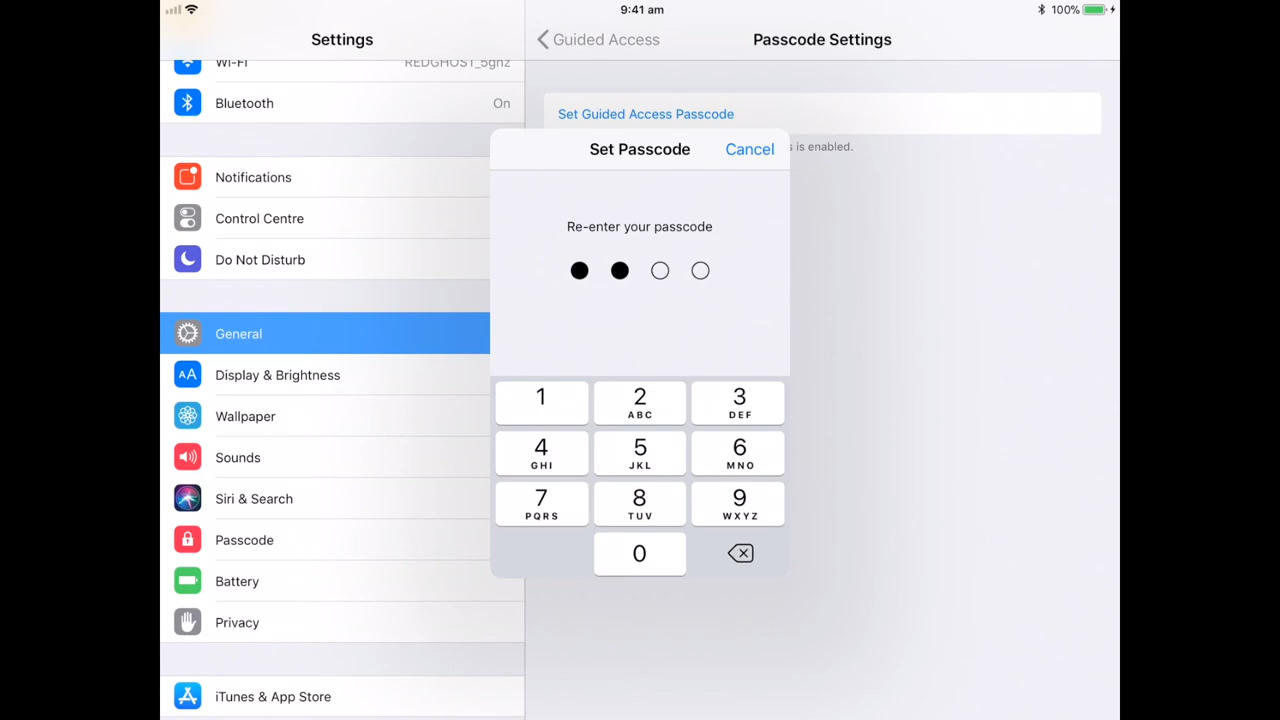 9:41 am
100%
Settings
Wi-Fi
REDGHOST_5ghz
Bluetooth
On
Notifications
Control Centre
Do Not Disturb
General
Display & Brightness
Wallpaper
Sounds
Siri & Search
Passcode
Battery
Privacy
iTunes & App Store
Guided Access
Passcode Settings
Set Guided Access Passcode
is enabled.
Set Passcode
Cancel
Re-enter your passcode
1
2
ABC
3
DEF
4
GHI
5
JKL
6
MNO
7
PQRS
8
TUV
9
WXYZ
0